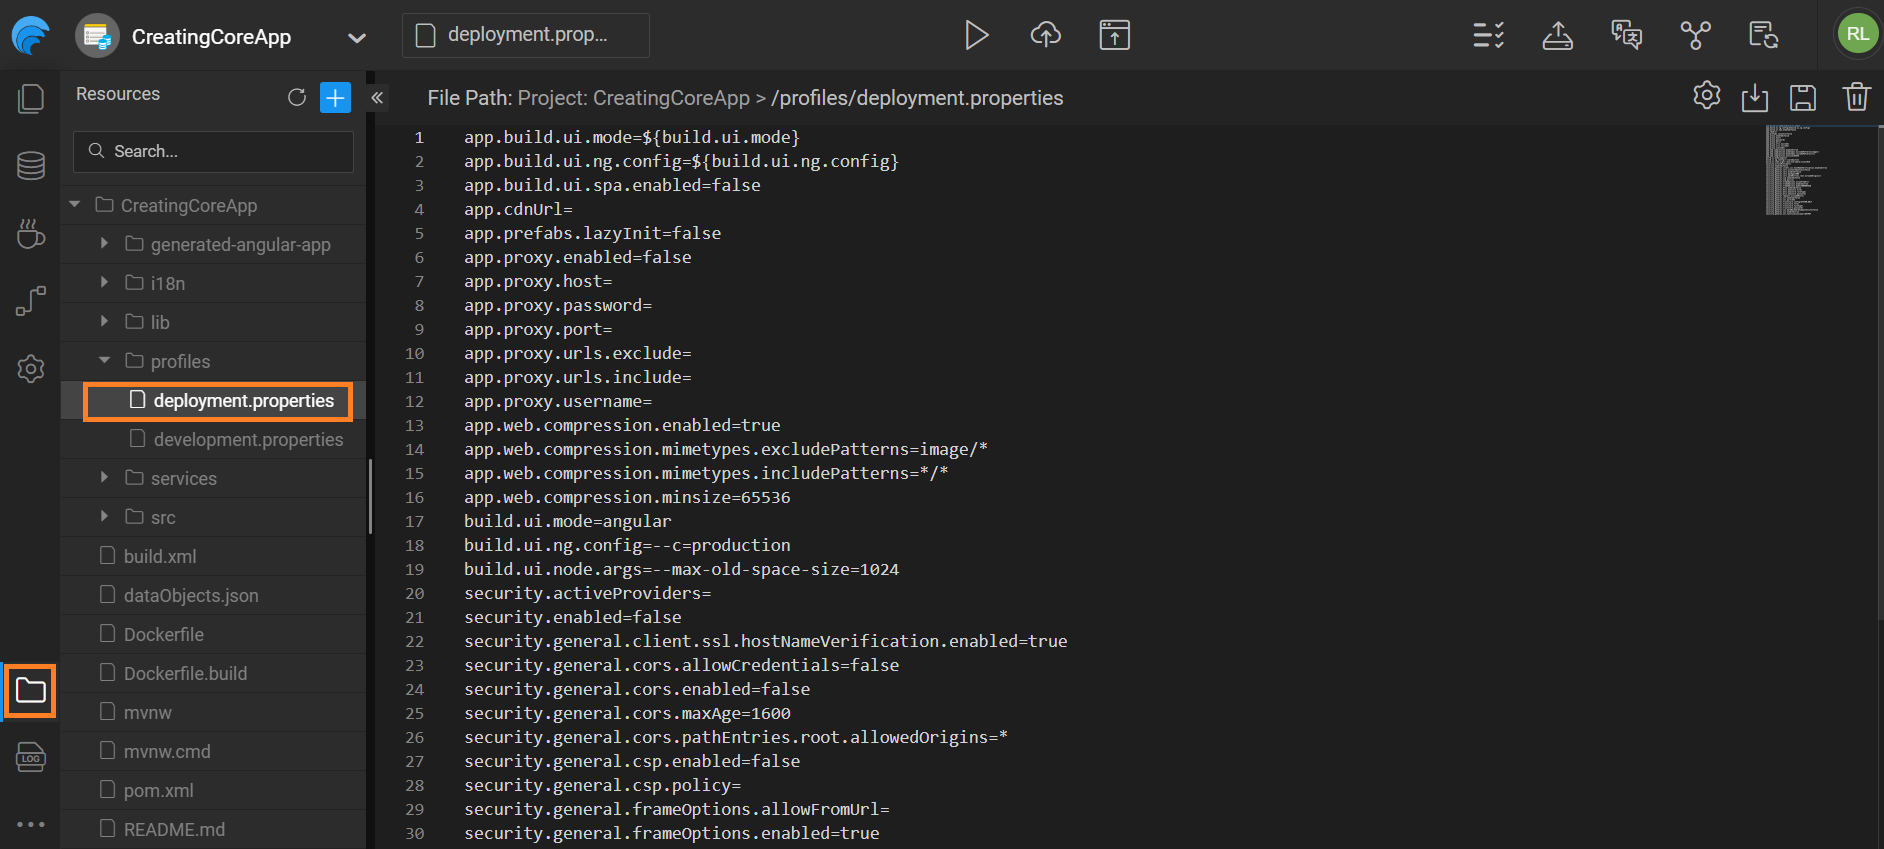 CreatingCoreApp
deployment.prop...
RL
Resources
File Path: Project: CreatingCoreApp > /profiles/deployment.properties
Search...
CreatingCoreApp
generated-angular-app
i18n
lib
profiles
deployment.properties
development.properties
services
src
build.xml
dataObjects.json
Dockerfile
Dockerfile.build
mvnw
mvnw.cmd
pom.xml
README.md
LOG
1 app.build.ui.mode=${build.ui.mode}
2 app.build.ui.ng.config=${build.ui.ng.config}
3 app.build.ui.spa.enabled=false
4 app.cdnUrl=
5 app.prefabs.lazyInit=false
6 app.proxy.enabled=false
7 app.proxy.host=
8 app.proxy.password=
9 app.proxy.port=
10 app.proxy.urls.exclude=
11 app.proxy.urls.include=
12 app.proxy.username=
13 app.web.compression.enabled=true
14 app.web.compression.mimetypes.excludePatterns=image/*
15 app.web.compression.mimetypes.includePatterns=*/*
16 app.web.compression.minsize=65536
17 build.ui.mode=angular
18 build.ui.ng.config=--c=production
19 build.ui.node.args=--max-old-space-size=1024
20 security.activeProviders=
21 security.enabled=false
22 security.general.client.ssl.hostNameVerification.enabled=true
23 security.general.cors.allowCredentials=false
24 security.general.cors.enabled=false
25 security.general.cors.maxAge=1600
26 security.general.cors.pathEntries.root.allowedOrigins=*
27 security.general.csp.enabled=false
28 security.general.csp.policy=
29 security.general.frameOptions.allowFromUrl=
30 security.general.frameOptions.enabled=true